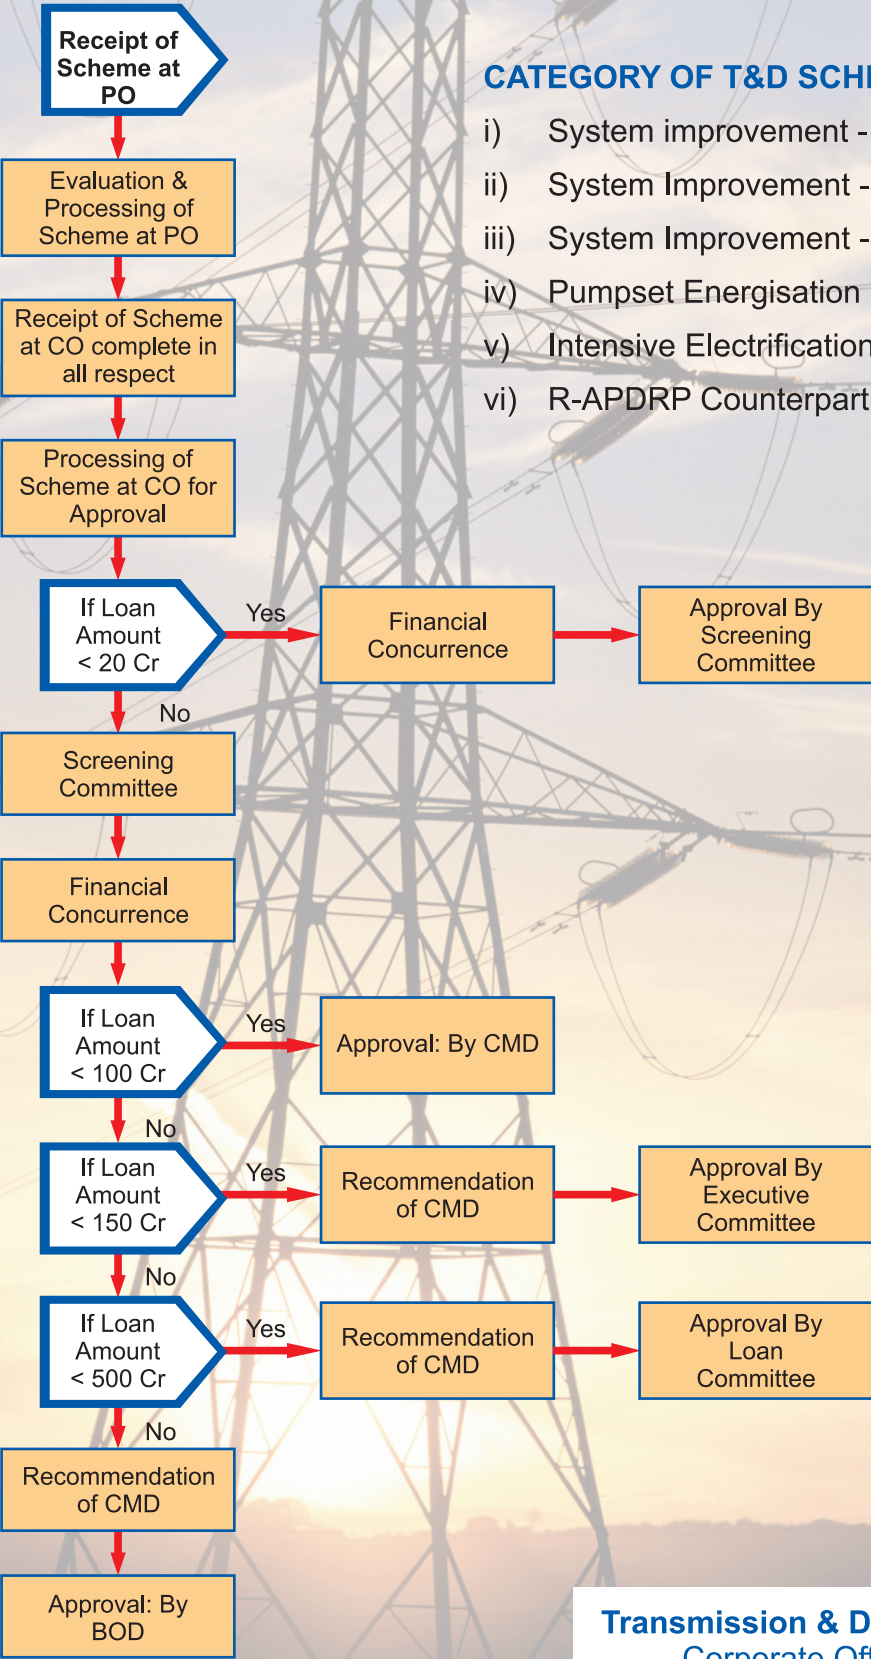 Receipt of
Scheme at
PO
CATEGORY OF T&D
i) System improvement -
ii) System Improvement -
iii) System Improvement -
iv) Pumpset Energisation
v) Intensive Electrification
vi) R-APDRP Counterpart
Evaluation &
Processing of
Scheme at PO
Receipt of Scheme
at CO complete in
all respect
Processing of
Scheme at CO for
Approval
If Loan
Amount
< 20 Cr
Yes
Financial
Concurrence
Approval By
Screening
Committee
No
Screening
Committee
Financial
Concurrence
If Loan
Amount
< 100 Cr
Yes
Approval: By CMD
No
If Loan
Amount
< 150 Cr
Yes
Recommendation
of CMD
Approval By
Executive
Committee
No
If Loan
Amount
< 500 Cr
Yes
Recommendation
of CMD
Approval By
Loan
Committee
No
Recommendation
of CMD
Approval: By
BOD
Transmission & D
Corporate Off